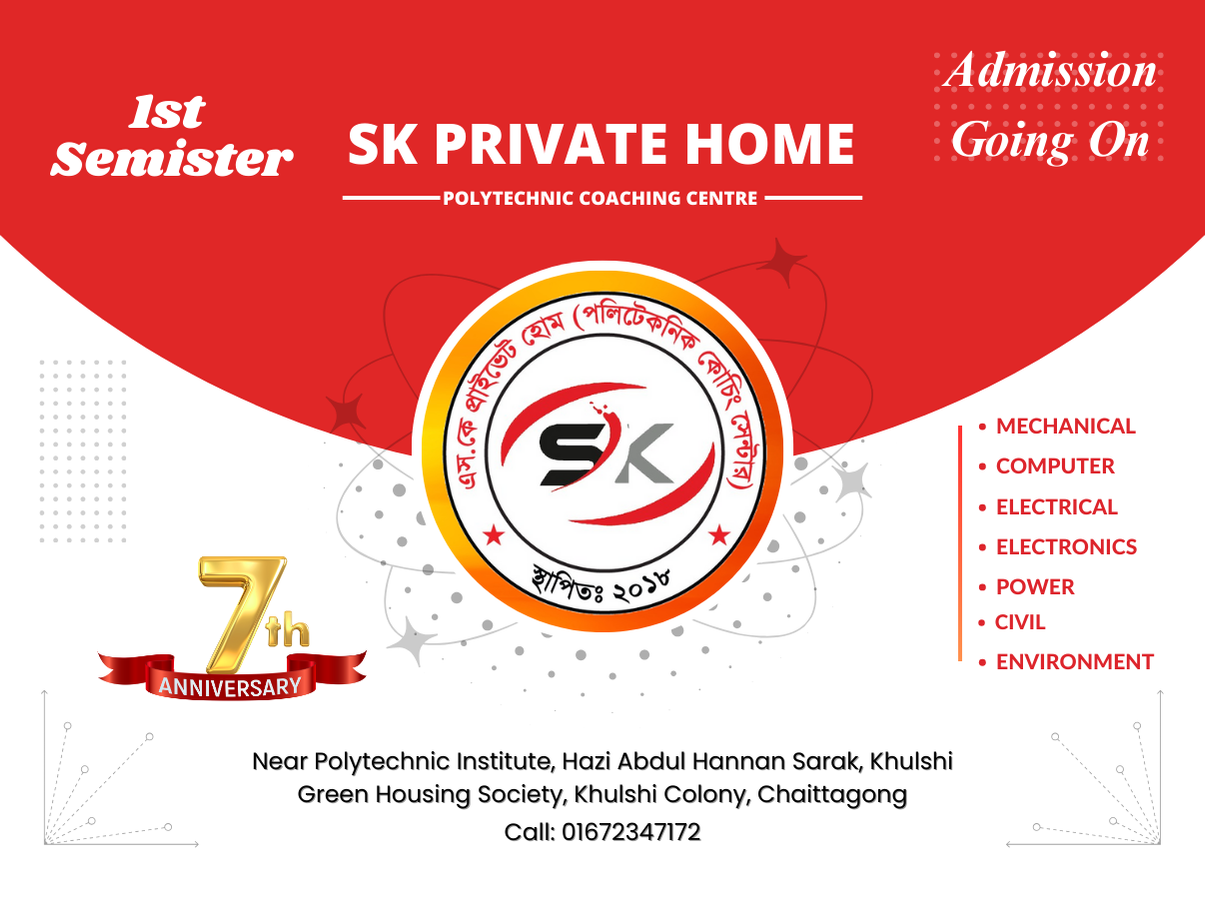 1st
Semister
SK PRIVATE HOME
POLYTECHNIC COACHING CENTRE
Admission
Going On
এস.কে প্রাইভেট হোম (পলিটেকনিক কোচিং সেন্টার)
SK
স্থাপিতঃ ২০১৮
MECHANICAL
COMPUTER
ELECTRICAL
ELECTRONICS
POWER
CIVIL
ENVIRONMENT
7th
ANNIVERSARY
Near Polytechnic Institute, Hazi Abdul Hannan Sarak, Khulshi
Green Housing Society, Khulshi Colony, Chaittagong
Call: 01672347172